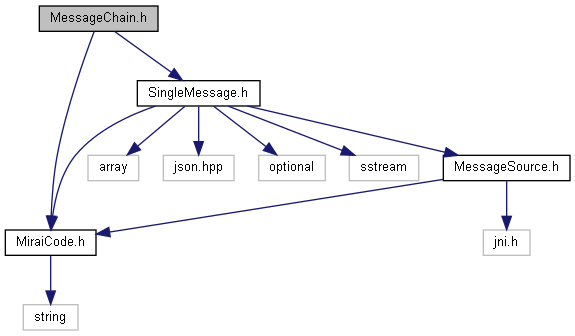 MessageChain.h
SingleMessage.h
array
json.hpp
optional
sstream
MessageSource.h
MiraiCode.h
jni.h
string